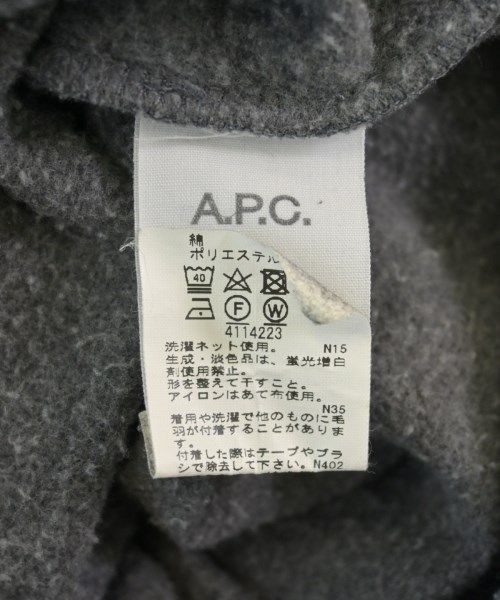 A.P.C.
綿
ポリエステル
40
F W
4114223
洗濯ネット使用。 N15
生成・淡色品は、蛍光増白
剤使用禁止。
形を整えて干すこと。
アイロンはあて布使用。
N35
着用や洗濯で他のものに毛
羽が付着することがありま
す。
付着した際はテープやブラ
シで除去して下さい。N402